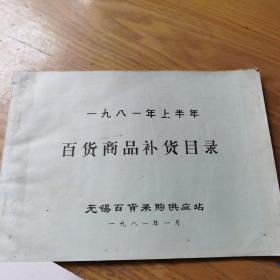 一九八一年上半年
百货商品补货目录
无锡百货采购供应站
一九八一年一月